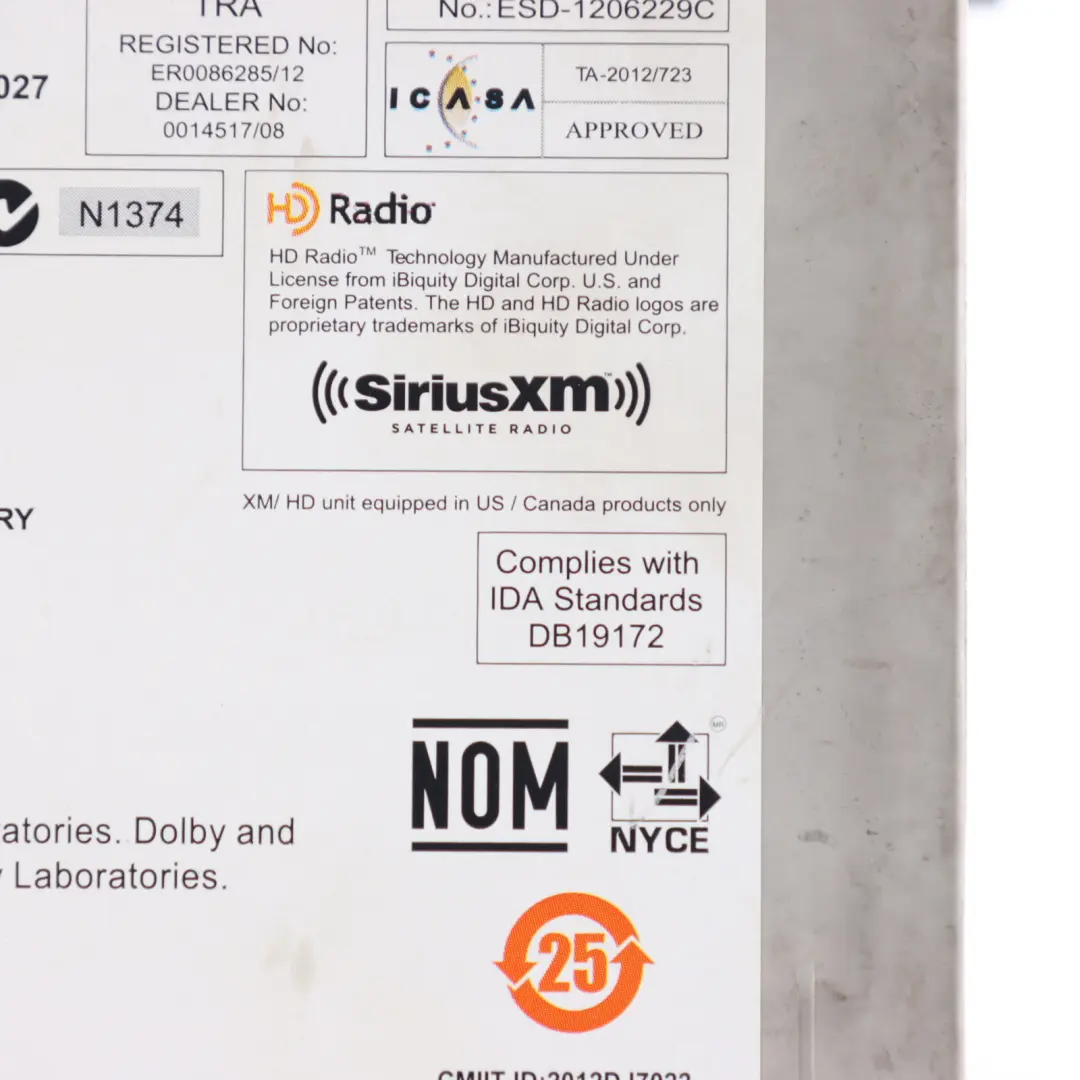 TRA
REGISTERED No:
ER0086285/12
DEALER No:
0014517/08
No.:ESD-1206229C
ICASA
TA-2012/723
APPROVED
027
N1374
HD Radio
HD Radio™ Technology Manufactured Under
License from iBiquity Digital Corp. U.S. and
Foreign Patents. The HD and HD Radio logos are
proprietary trademarks of iBiquity Digital Corp.
SiriusXM™
SATELLITE RADIO
XM/ HD unit equipped in US / Canada products only
RY
Complies with
IDA Standards
DB19172
NOM
MR
NYCE
ratories. Dolby and
Laboratories.
25